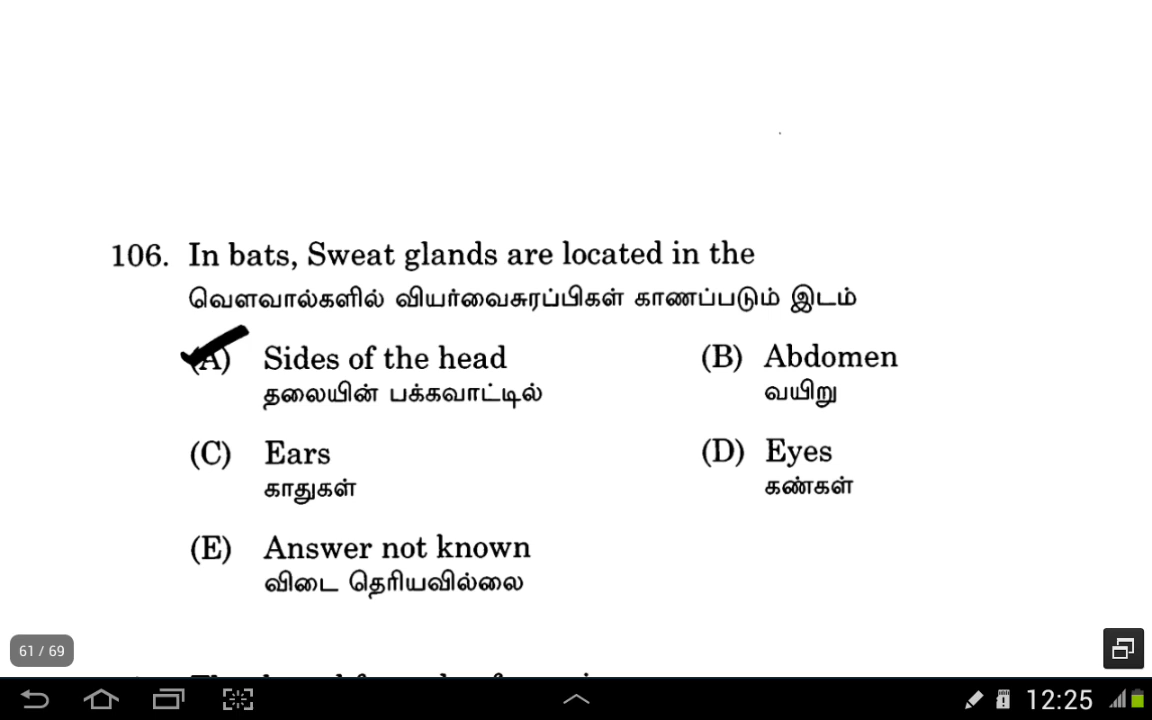 106. In bats, Sweat glands are located in the
வௌவால்களில் வியர்வைசுரப்பிகள் காணப்படும் இடம்
(A) Sides of the head
தலையின் பக்கவாட்டில்
(B) Abdomen
வயிறு
(C) Ears
காதுகள்
(D) Eyes
கண்கள்
(E) Answer not known
விடை தெரியவில்லை
61 / 69
12:25